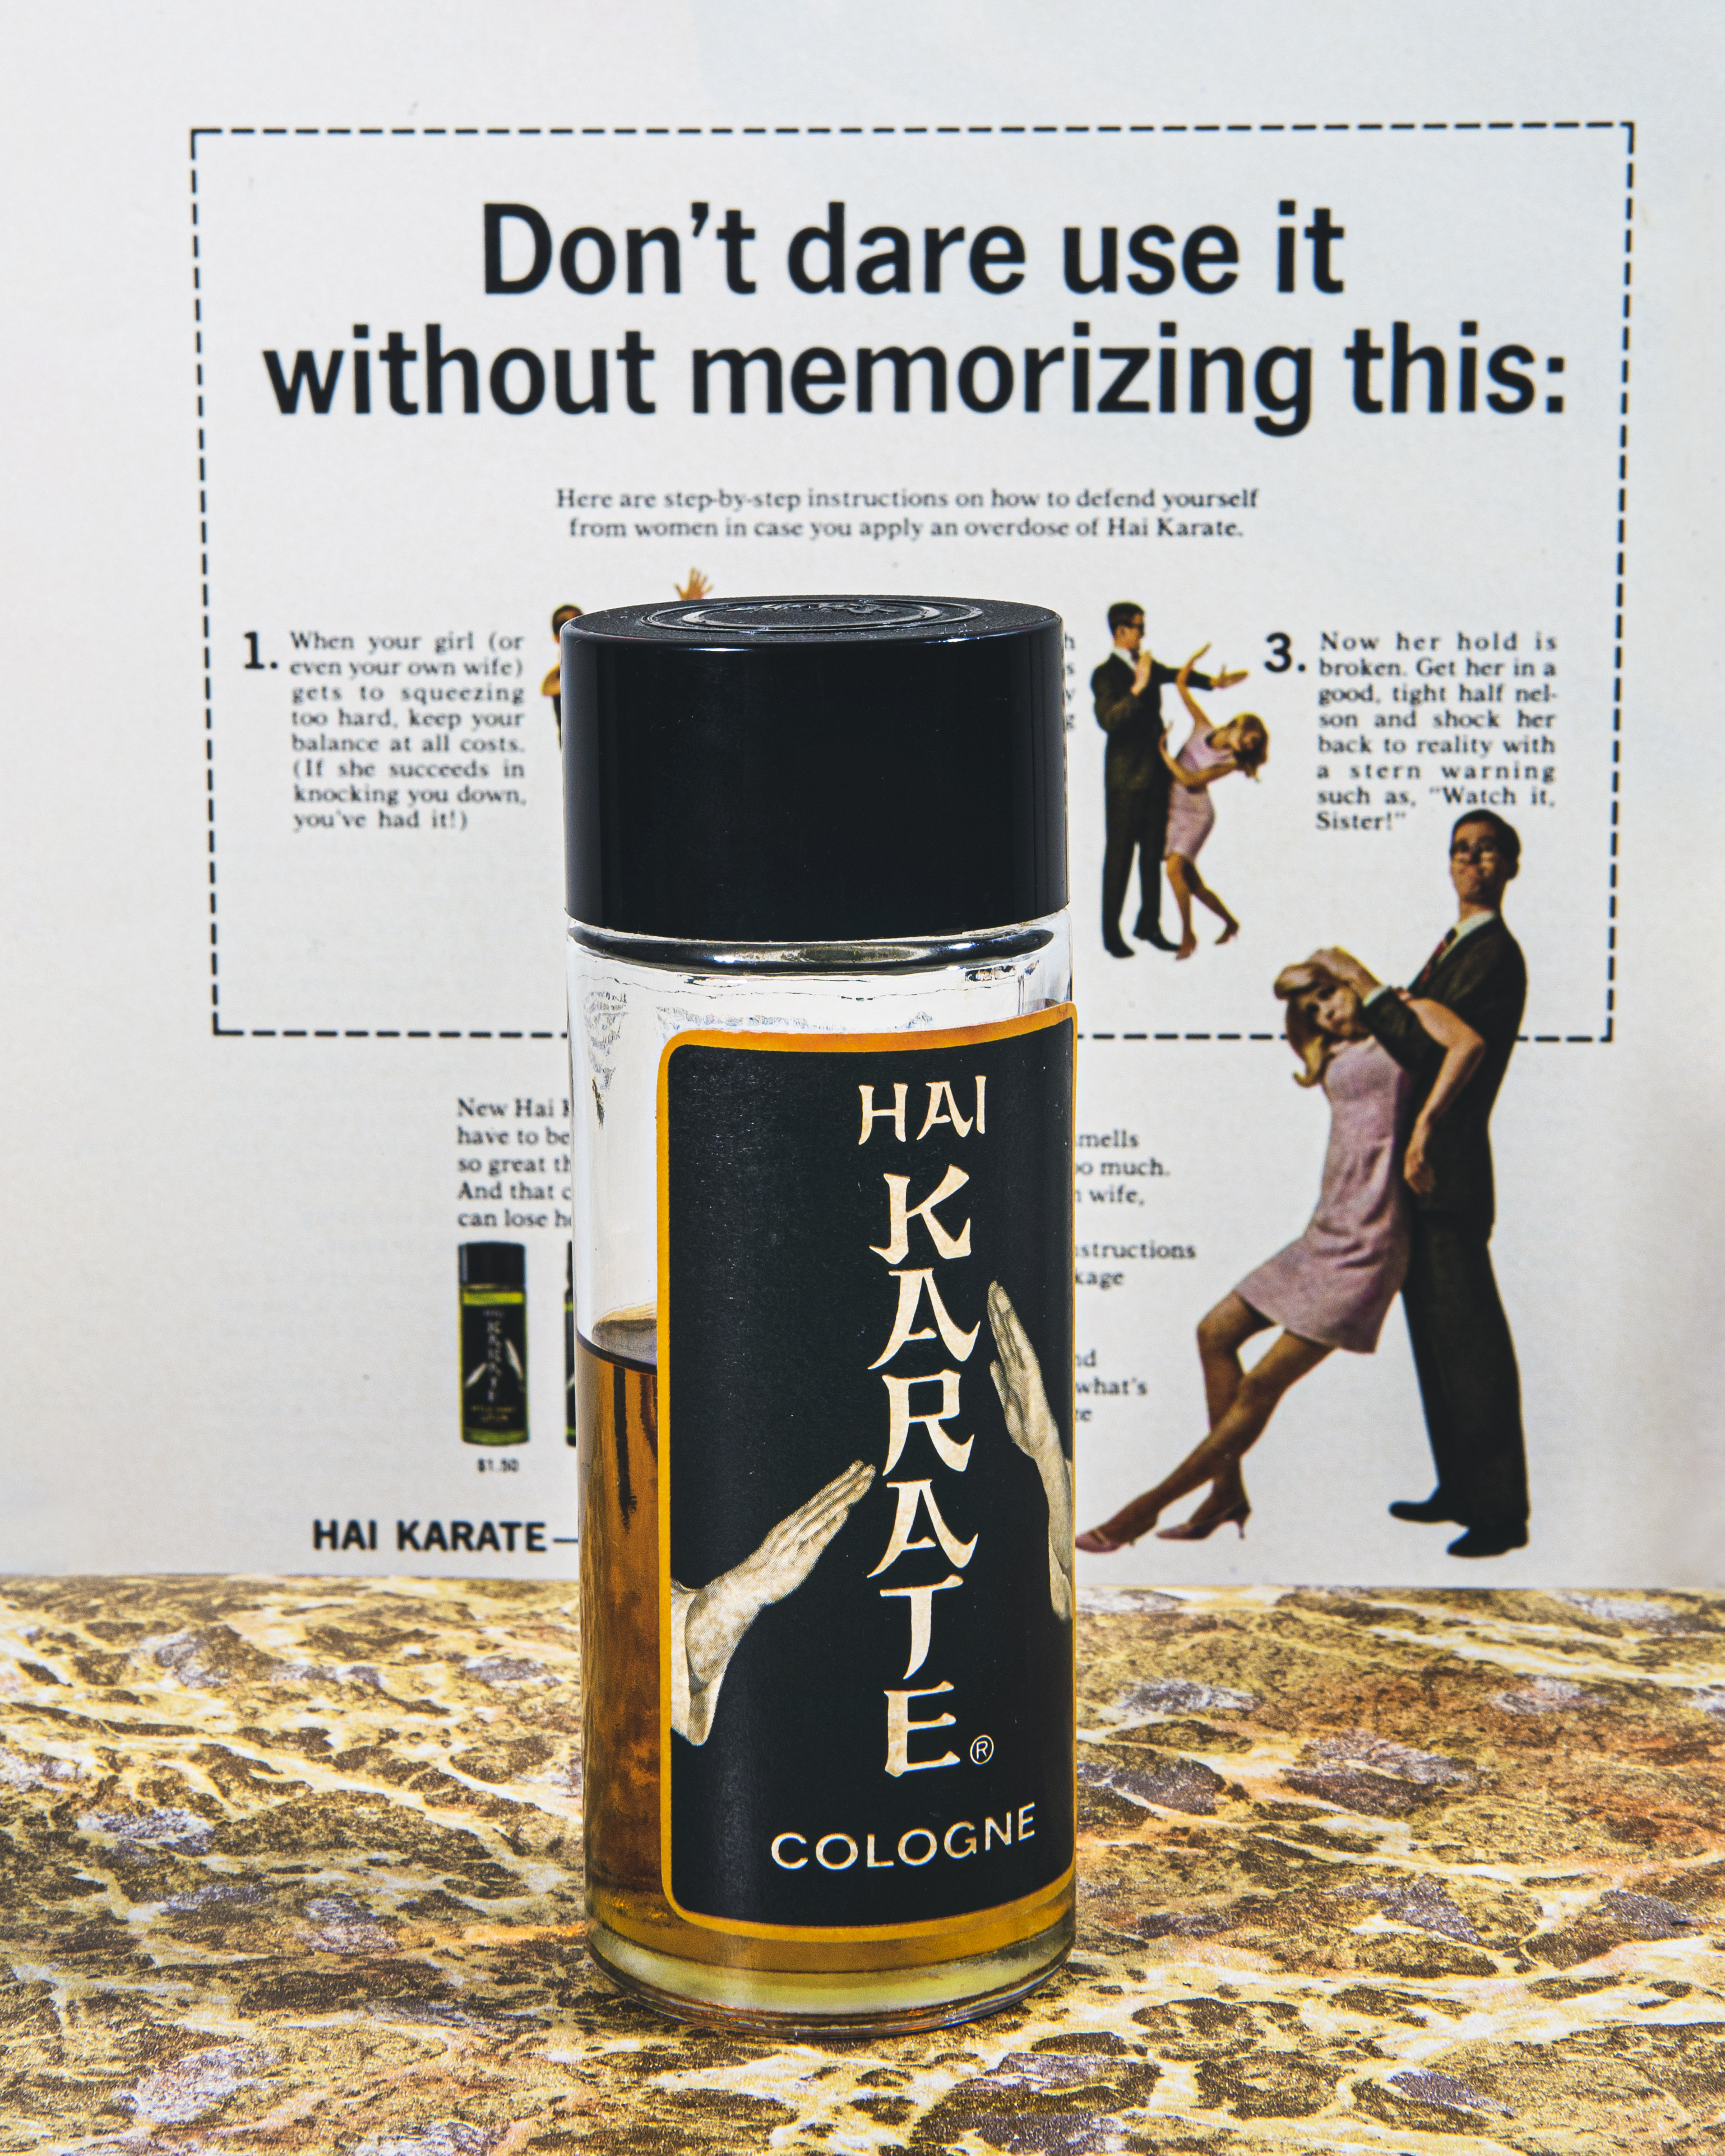 Don't dare use it
without memorizing this:
Here are step-by-step instructions on how to defend yourself
from women in case you apply an overdose of Hai Karate.
1.
When your girl (or
even your own wife)
gets to squeezing
too hard, keep your
balance at all costs.
(If she succeeds in
knocking you down,
you've had it!)
3.
Now her hold is
broken. Get her in a
good, tight half nel-
son and shock her
back to reality with
a stern warning
such as, "Watch it,
Sister!"
New Hai
have to be
so great
And that
can lose
much.
wife,
what's
$1.50
HAI KARATE—
HAI
KARATE®
COLOGNE